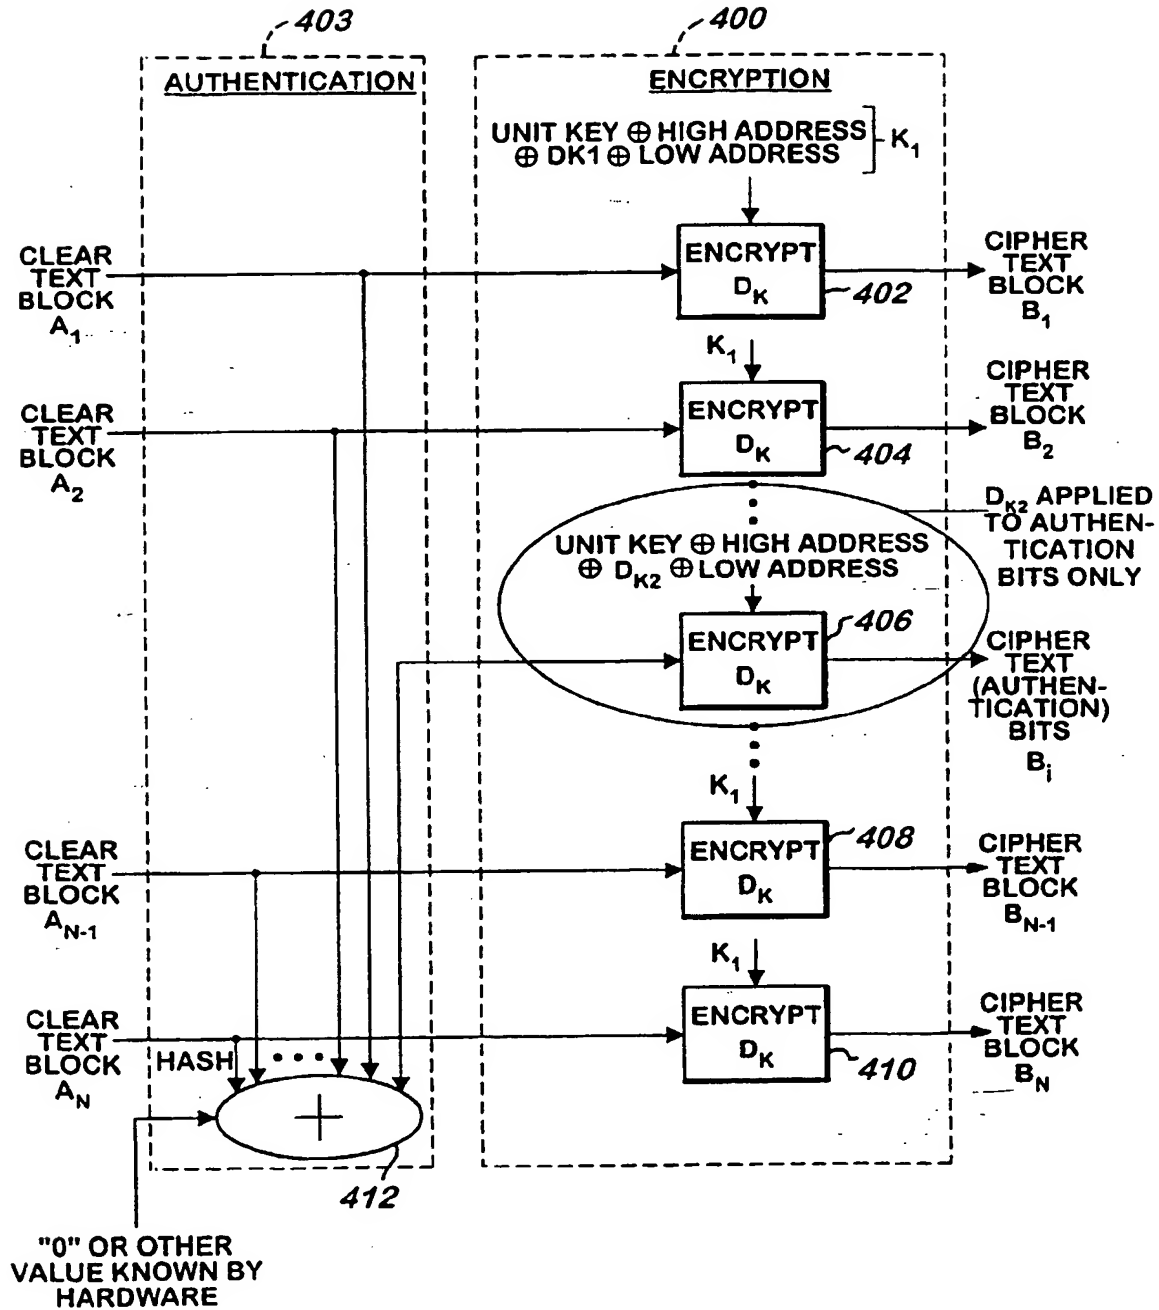 403
400
AUTHENTICATION
ENCRYPTION
UNIT KEY ⊕ HIGH ADDRESS
⊕ DK1 ⊕ LOW ADDRESS
K1
CLEAR
TEXT
BLOCK
A1
ENCRYPT
DK
402
CIPHER
TEXT
BLOCK
B1
K1
CLEAR
TEXT
BLOCK
A2
ENCRYPT
DK
404
CIPHER
TEXT
BLOCK
B2
DK2 APPLIED
TO AUTHEN-
TICATION
BITS ONLY
UNIT KEY ⊕ HIGH ADDRESS
⊕ DK2 ⊕ LOW ADDRESS
ENCRYPT
DK
406
CIPHER
TEXT
(AUTHEN-
TICATION)
BITS
Bi
K1
CLEAR
TEXT
BLOCK
AN-1
ENCRYPT
DK
408
CIPHER
TEXT
BLOCK
BN-1
K1
CLEAR
TEXT
BLOCK
AN
HASH
ENCRYPT
DK
410
CIPHER
TEXT
BLOCK
BN
+
412
"0" OR OTHER
VALUE KNOWN BY
HARDWARE